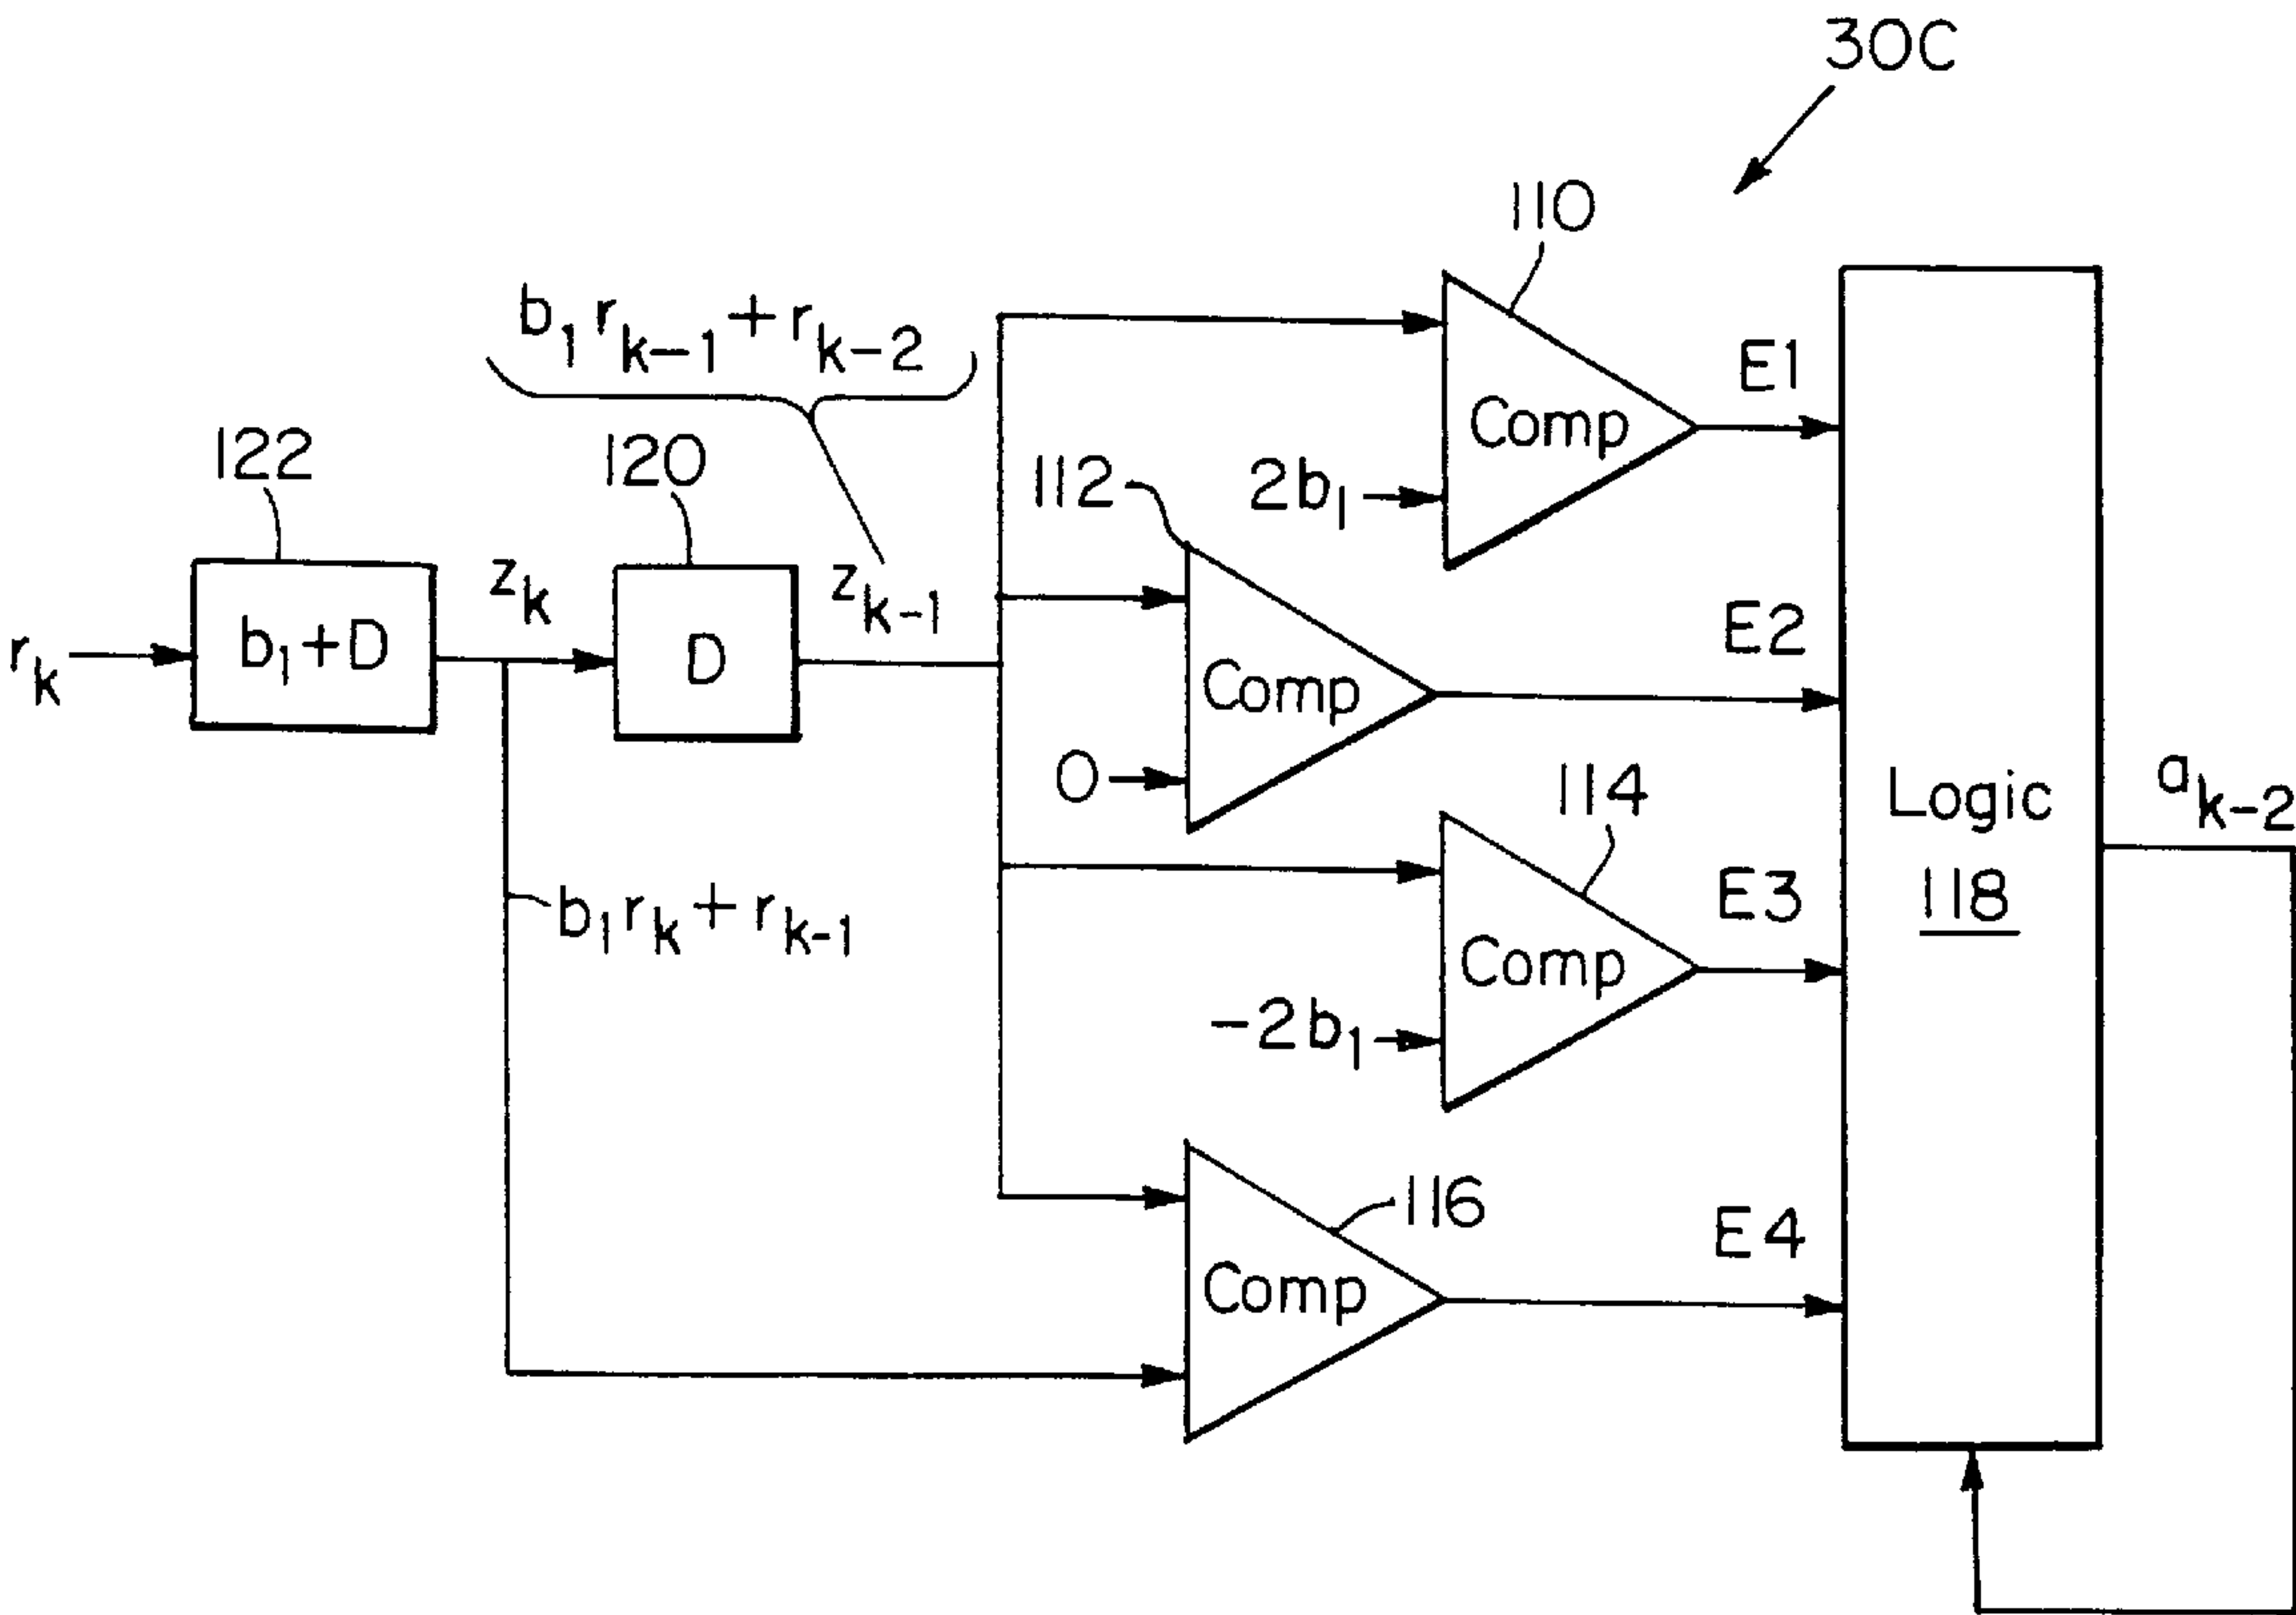 30C
110
b₁rₖ₋₁+rₖ₋₂
E1
Comp
122
120
112
2b₁
zₖ
zₖ₋₁
E2
rₖ
b₁+D
D
Comp
0
114
Logic
aₖ₋₂
118
b₁rₖ+rₖ₋₁
E3
Comp
-2b₁
116
E4
Comp